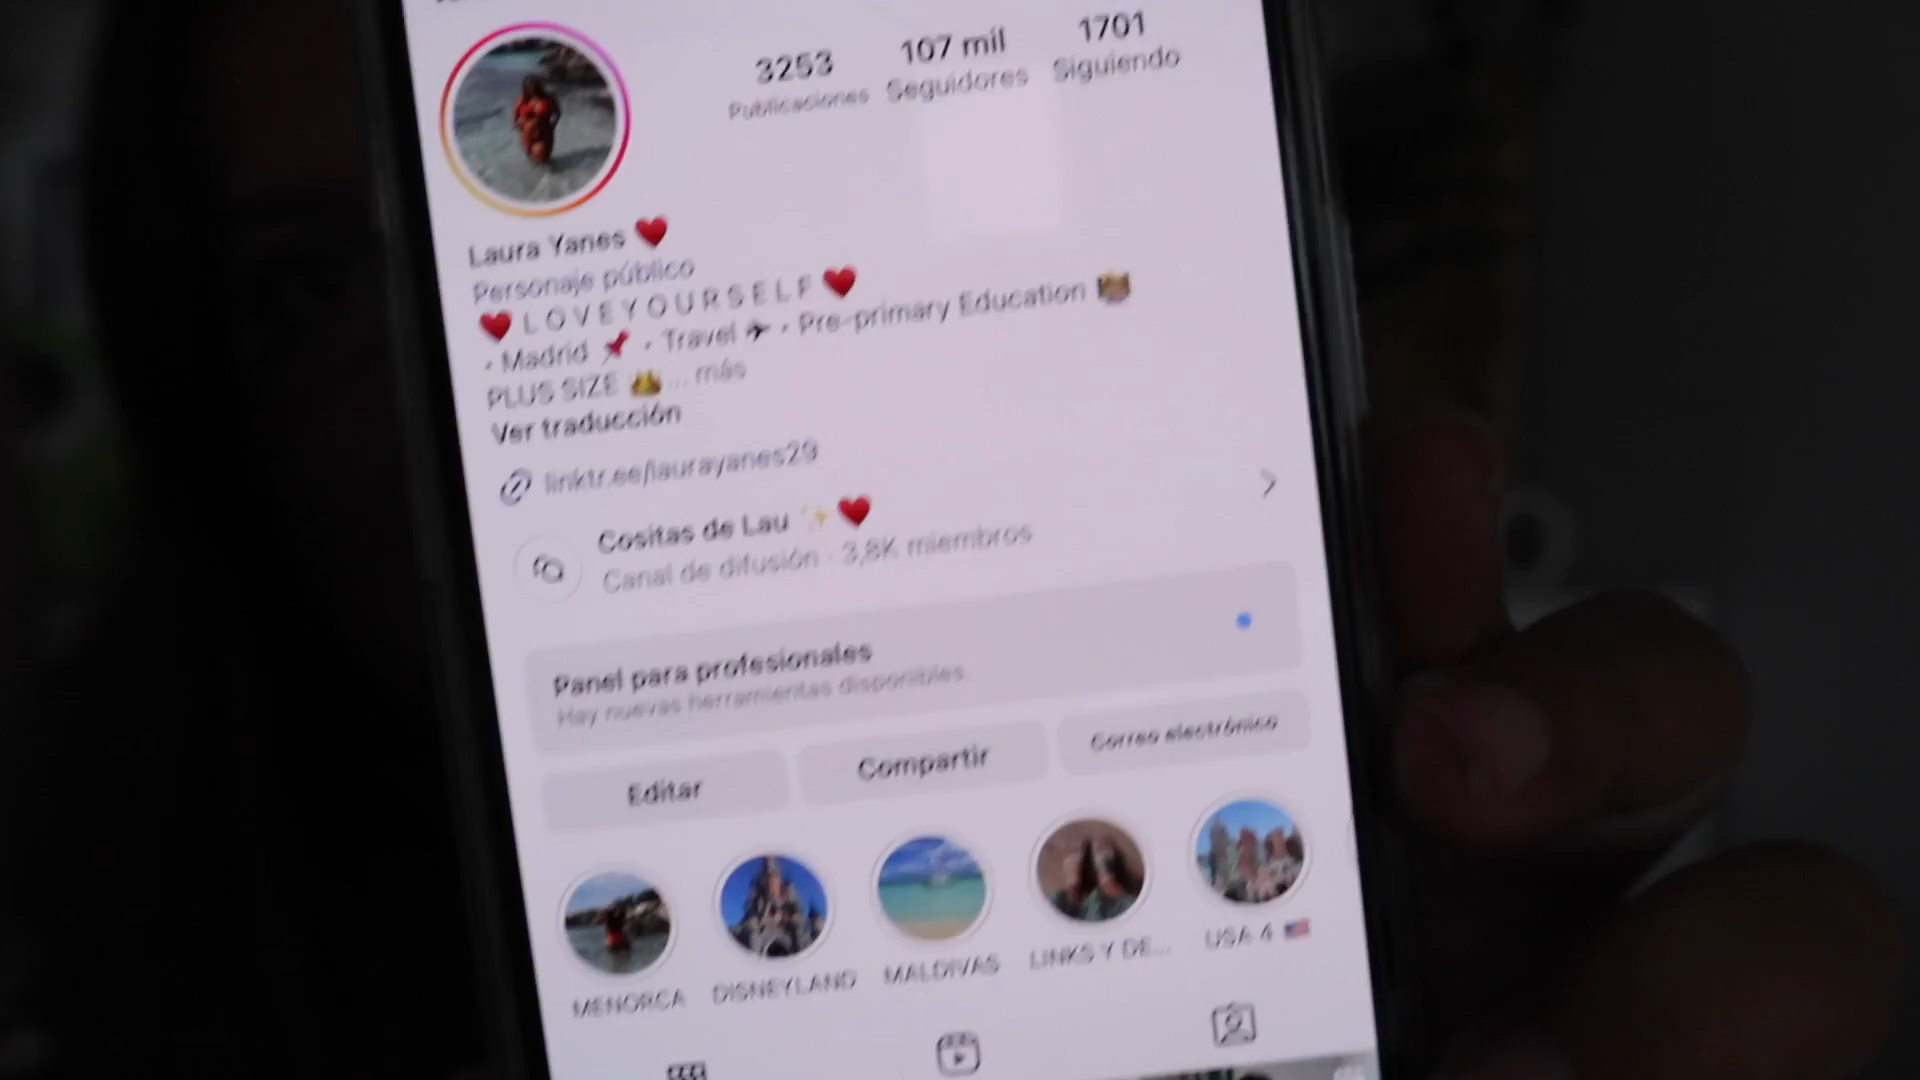 3253 107 mil 1701
Publicaciones Seguidores Siguiendo
Laura Yanes ❤️
Personaje público
❤️ L O V E Y O U R S E L F ❤️
· Madrid 📌 · Travel ✈ · Pre-primary Education
PLUS SIZE 👑 ... más
Ver traducción
linktr.ee/laurayanes29
Cositas de Lau ✨❤️
Canal de difusión · 3,8K miembros
Panel para profesionales
Hay nuevas herramientas disponibles.
Editar Compartir Correo electrónico
MENORCA DISNEYLAND MALDIVAS LINKS Y DE... USA 4 🇺🇸